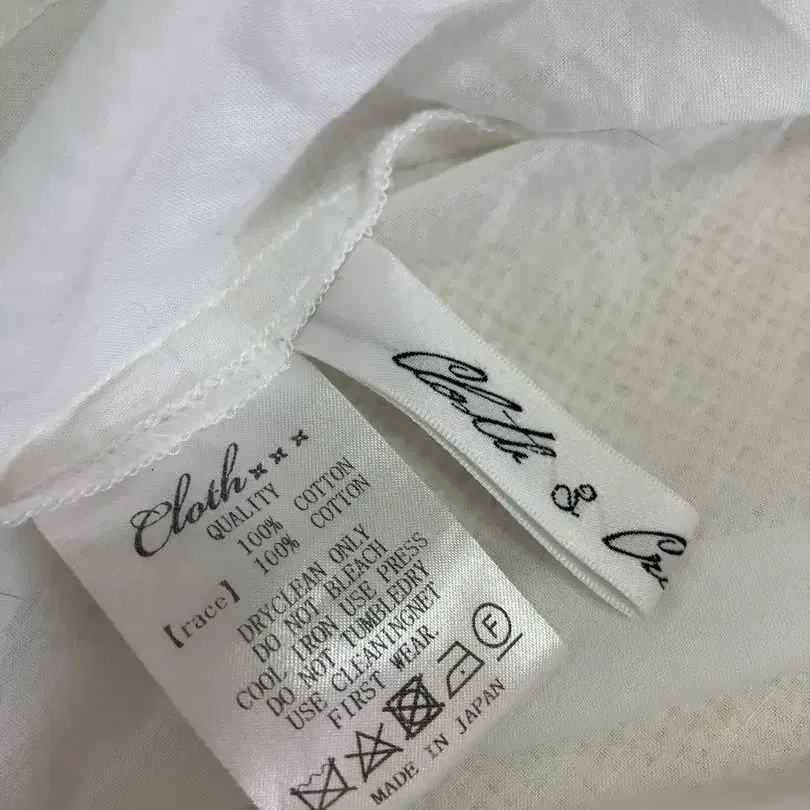 Cloth
QUALITY
100% COTTON
【race】 100% COTTON
DRYCLEAN ONLY
DO NOT BLEACH
COOL IRON USE PRESS
DO NOT TUMBLEDRY
USE CLEANINGNET
FIRST WEAR.
F
MADE IN JAPAN
Cloth &